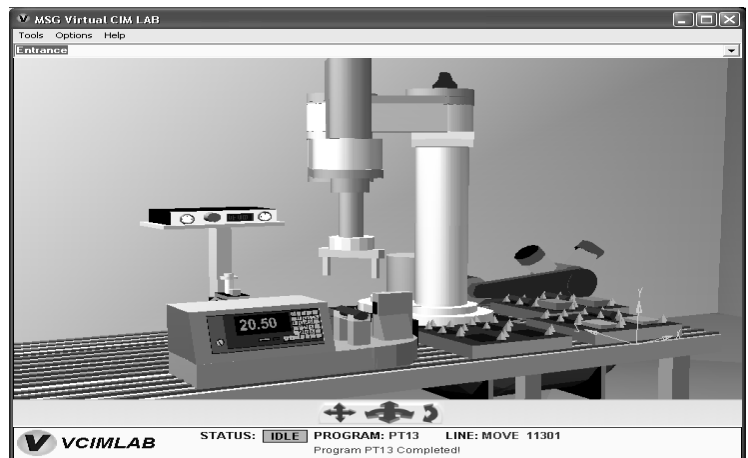 MSG Virtual CIM LAB
Tools Options Help
Entrance
20.50
Y
X
VCIMLAB
STATUS: IDLE PROGRAM: PT13 LINE: MOVE 11301
Program PT13 Completed!